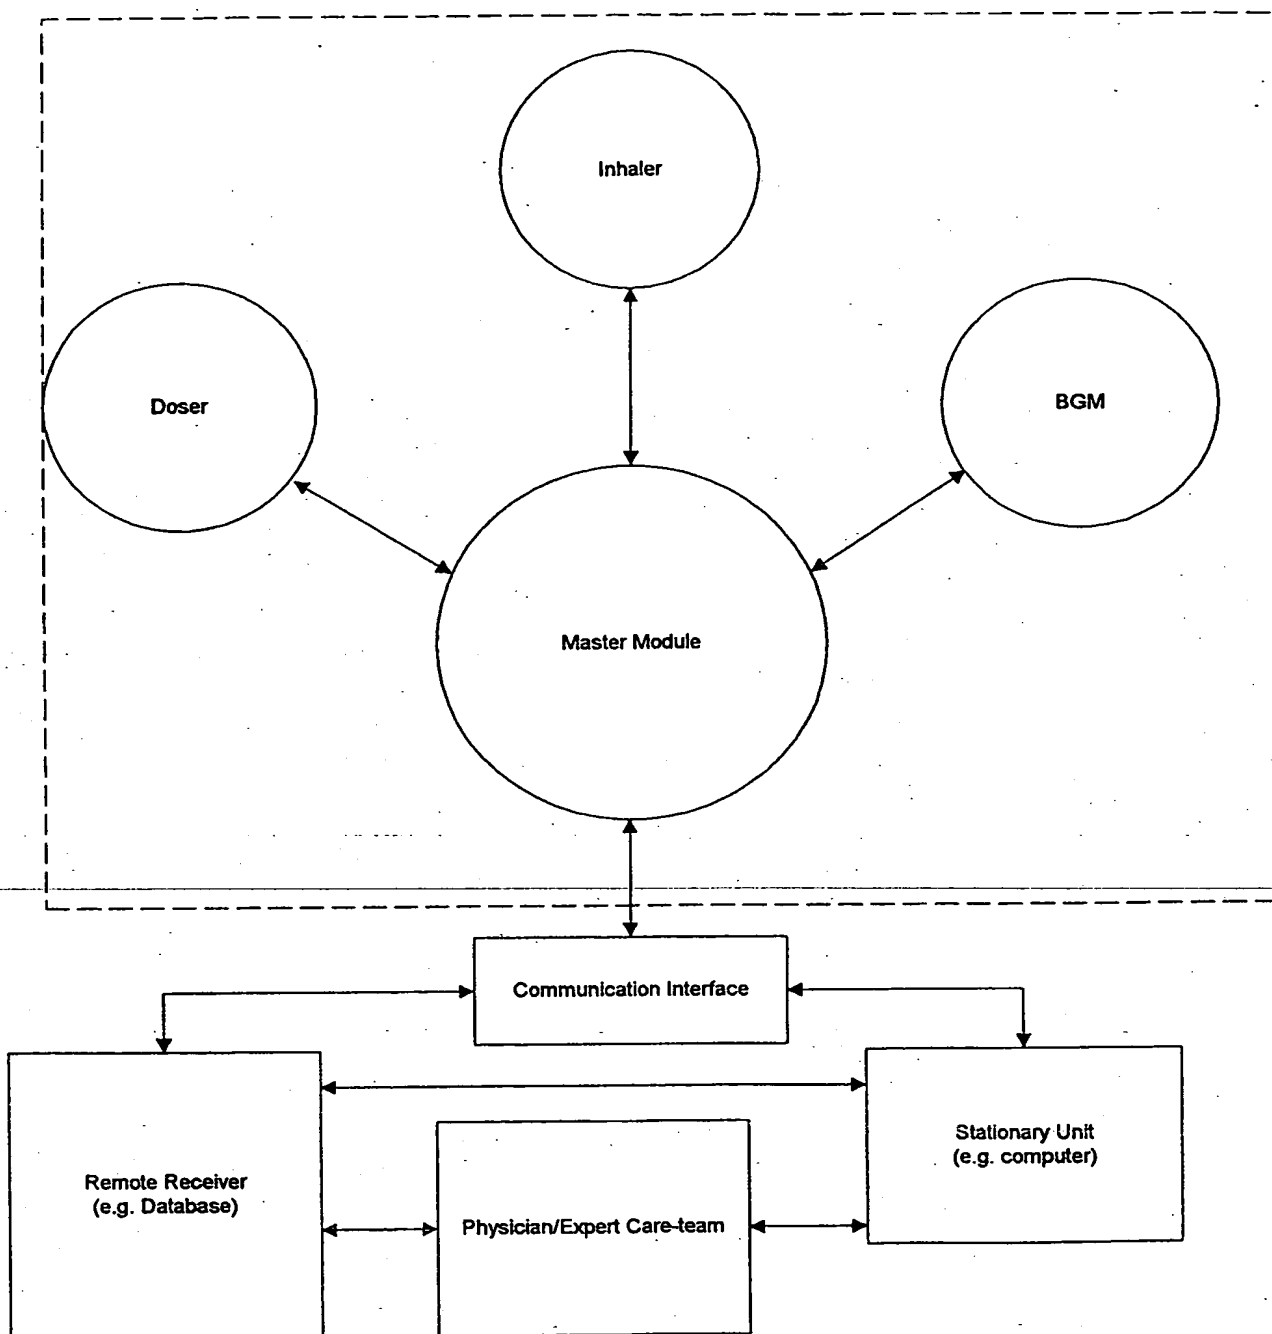 Inhaler
Doser
BGM
Master Module
Communication Interface
Stationary Unit
(e.g. computer)
Remote Receiver
(e.g. Database)
Physician/Expert Care-team